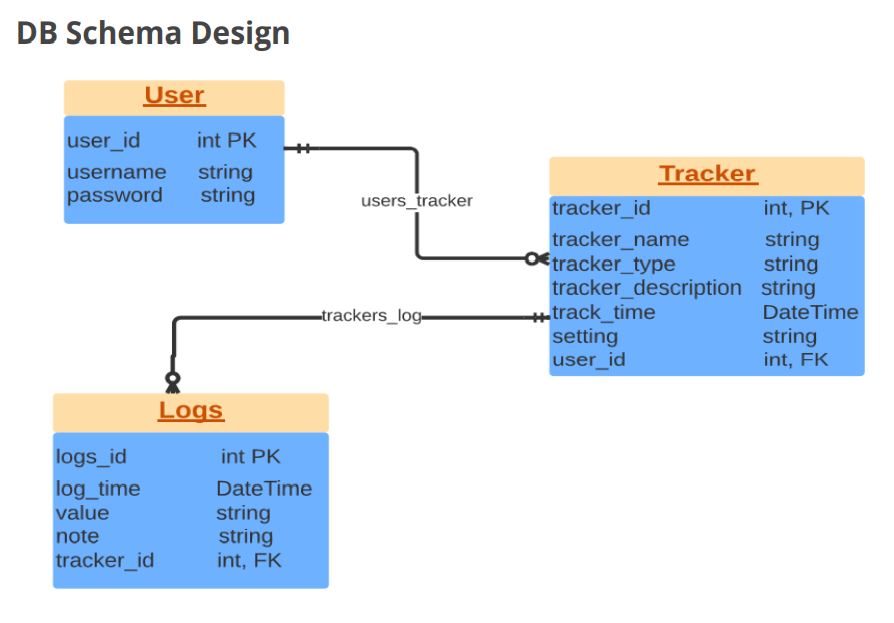 DB Schema Design
User
user_id int PK
username string
password string
users_tracker
Tracker
tracker_id int, PK
tracker_name string
tracker_type string
tracker_description string
track_time DateTime
setting string
user_id int, FK
trackers_log
Logs
logs_id int PK
log_time DateTime
value string
note string
tracker_id int, FK